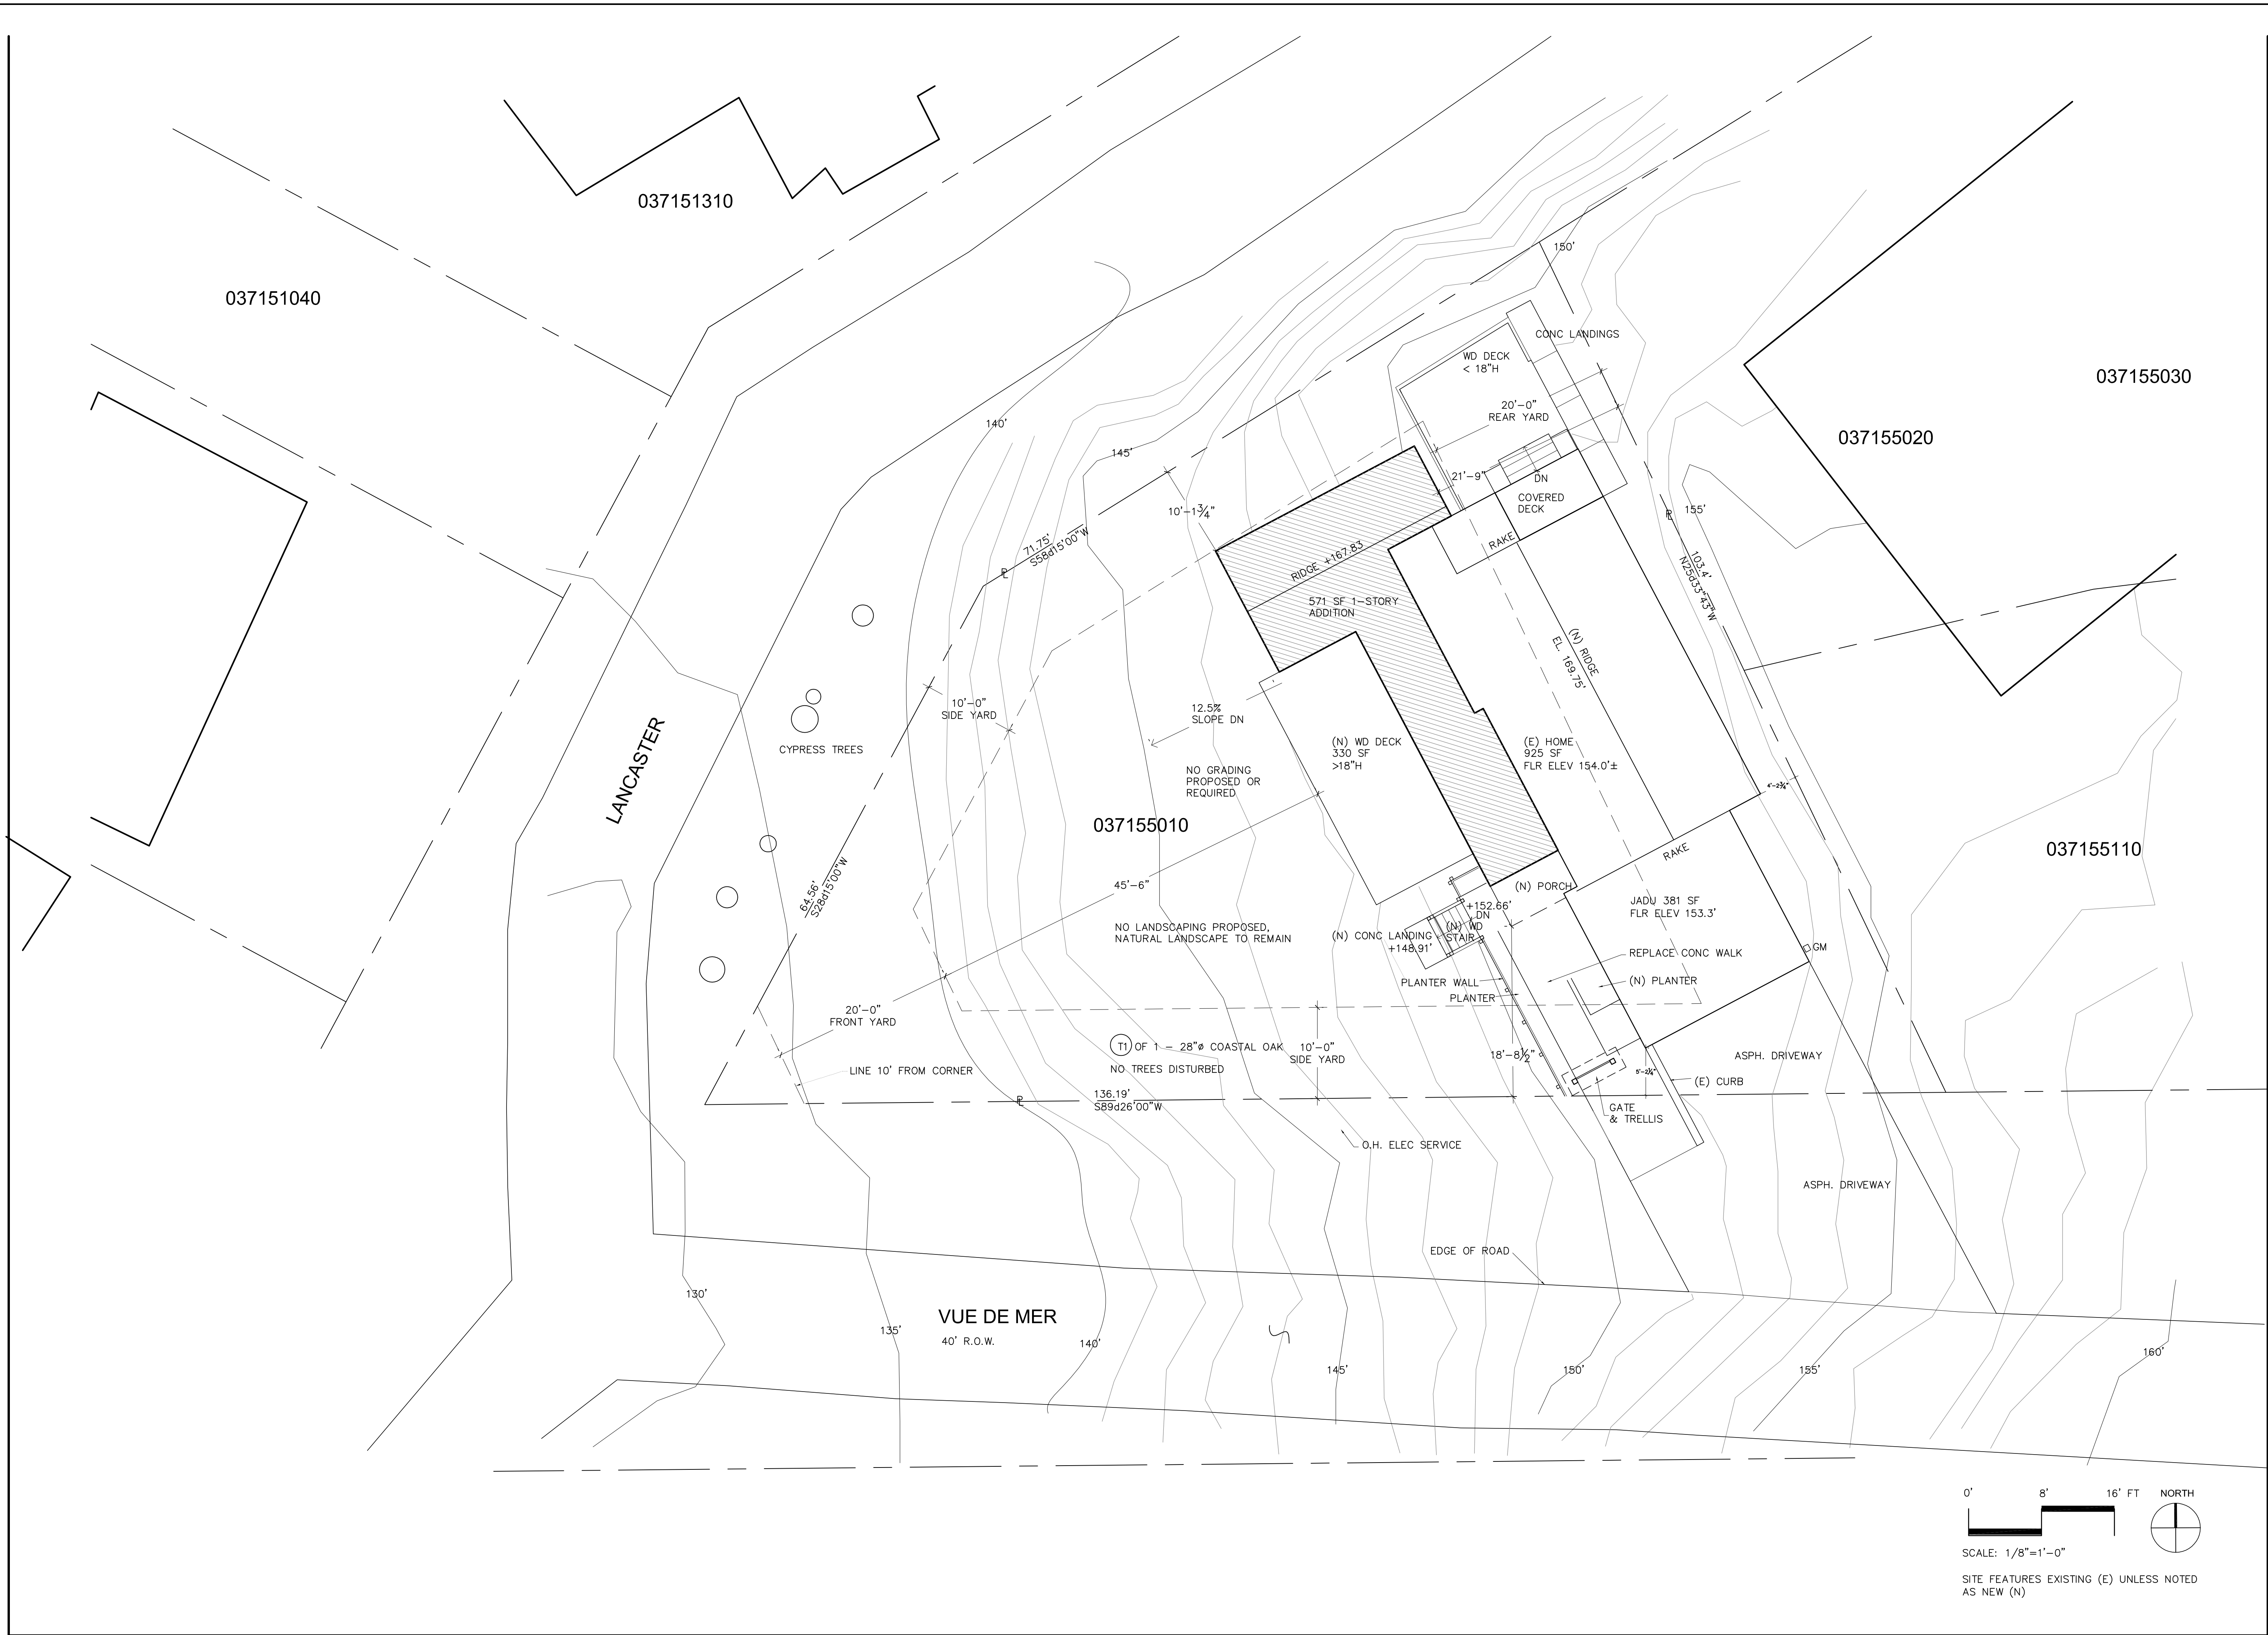 037151310
037151040
150'
CONC LANDINGS
WD DECK
< 18"H
037155030
20'-0"
REAR YARD
140'
037155020
145'
21'-9"
DN
COVERED
DECK
10'-1 3/4"
155'
RAKE
71.75'
S58d15'00"W
RIDGE +167.83
103.4'
N25d33"43"W
571 SF 1-STORY
ADDITION
(N) RIDGE
EL. 169.75'
10'-0"
SIDE YARD
12.5%
SLOPE DN
CYPRESS TREES
LANCASTER
(N) WD DECK
330 SF
>18"H
(E) HOME
925 SF
FLR ELEV 154.0'±
NO GRADING
PROPOSED OR
REQUIRED
4'-2 3/4"
037155010
037155110
RAKE
45'-6"
64.56'
S28d15'00"W
(N) PORCH
+152.66'
JADU 381 SF
FLR ELEV 153.3'
DN
NO LANDSCAPING PROPOSED,
NATURAL LANDSCAPE TO REMAIN
(N) WD
STAIR
(N) CONC LANDING
+148.91'
GM
REPLACE CONC WALK
PLANTER WALL
(N) PLANTER
PLANTER
20'-0"
FRONT YARD
T1 OF 1 - 28"ø COASTAL OAK
NO TREES DISTURBED
10'-0"
SIDE YARD
18'-8 1/2"
ASPH. DRIVEWAY
LINE 10' FROM CORNER
(E) CURB
136.19'
S89d26'00"W
GATE
& TRELLIS
O.H. ELEC SERVICE
ASPH. DRIVEWAY
EDGE OF ROAD
130'
VUE DE MER
40' R.O.W.
135'
140'
145'
150'
155'
160'
0' 8' 16' FT NORTH
SCALE: 1/8"=1'-0"
SITE FEATURES EXISTING (E) UNLESS NOTED
AS NEW (N)